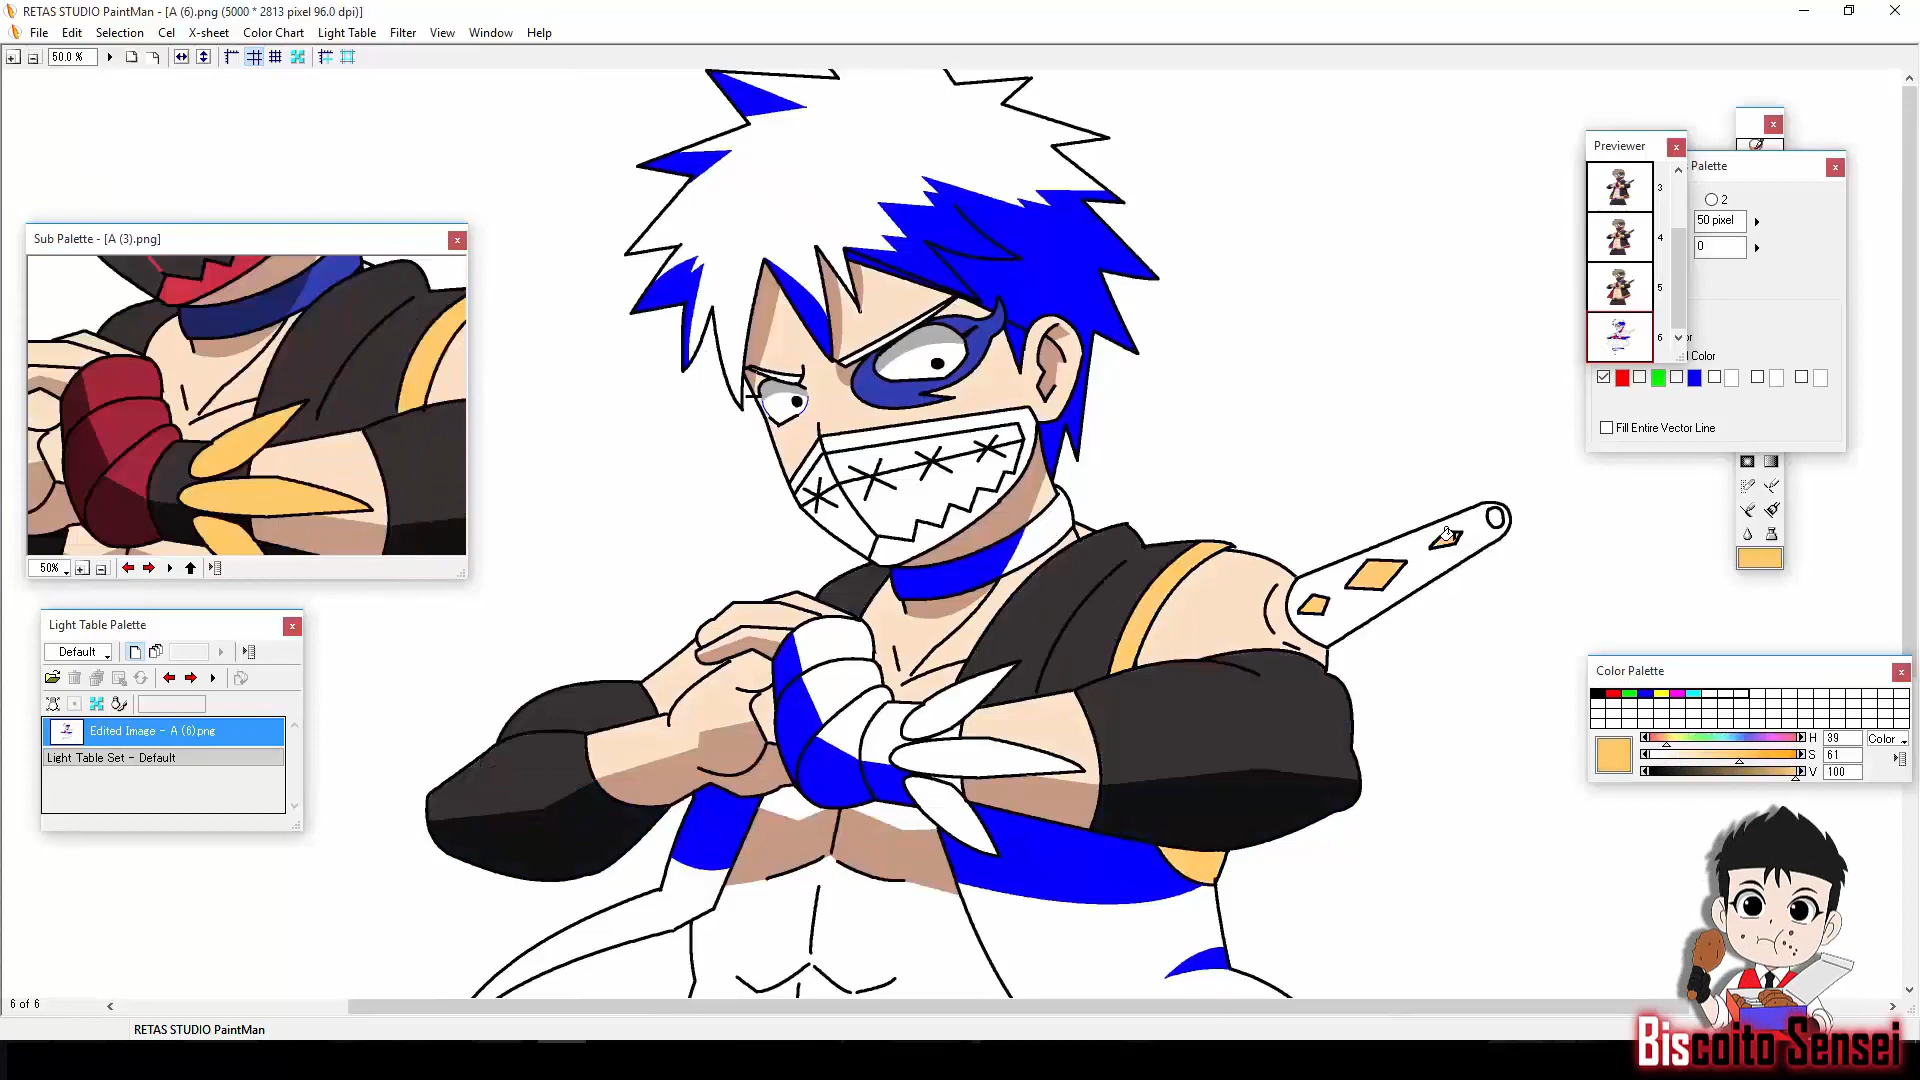 RETAS STUDIO PaintMan - [A (6).png (5000 * 2813 pixel 96.0 dpi)]
File Edit Selection Cel X-sheet Color Chart Light Table Filter View Window Help
50.0 %
Previewer
Palette
3
2
50 pixel
4
0
5
6
Color
Fill Entire Vector Line
Sub Palette - [A (3).png]
50%
Light Table Palette
Default
Edited Image - A (6)png
Light Table Set - Default
Color Palette
H 39 Color
S 61
V 100
6 of 6
RETAS STUDIO PaintMan
Biscoito Sensei